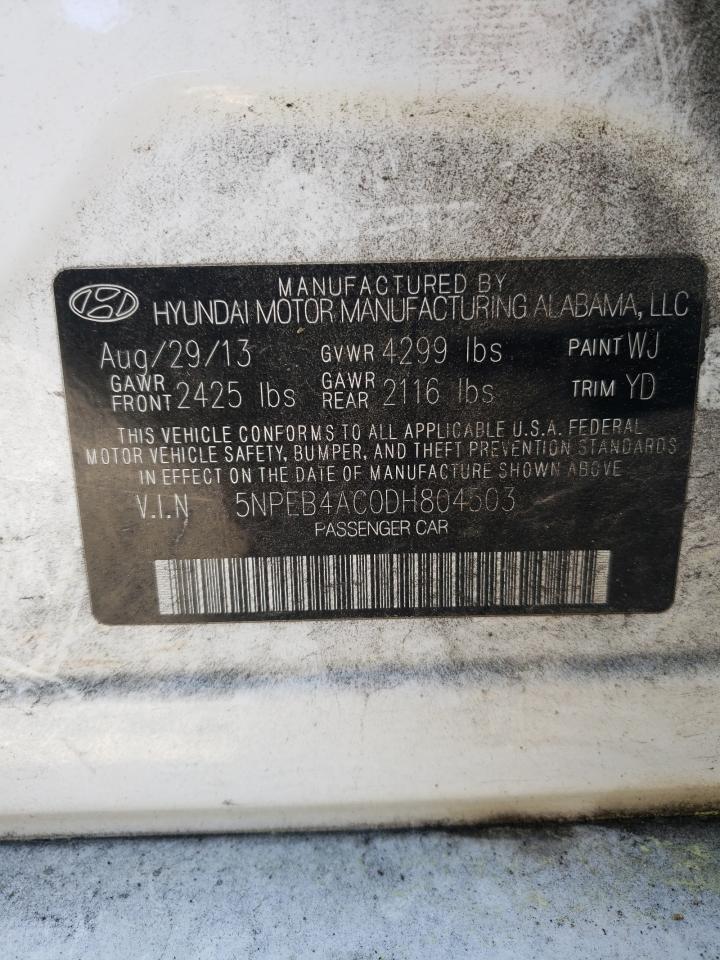 MANUFACTURED BY
HYUNDAI MOTOR MANUFACTURING ALABAMA, LLC
Aug/29/13 GVWR 4299 lbs PAINT WJ
GAWR FRONT 2425 lbs GAWR REAR 2116 lbs TRIM YD
THIS VEHICLE CONFORMS TO ALL APPLICABLE U.S.A. FEDERAL
MOTOR VEHICLE SAFETY, BUMPER, AND THEFT PREVENTION STANDARDS
IN EFFECT ON THE DATE OF MANUFACTURE SHOWN ABOVE
V.I.N 5NPEB4AC0DH804503
PASSENGER CAR